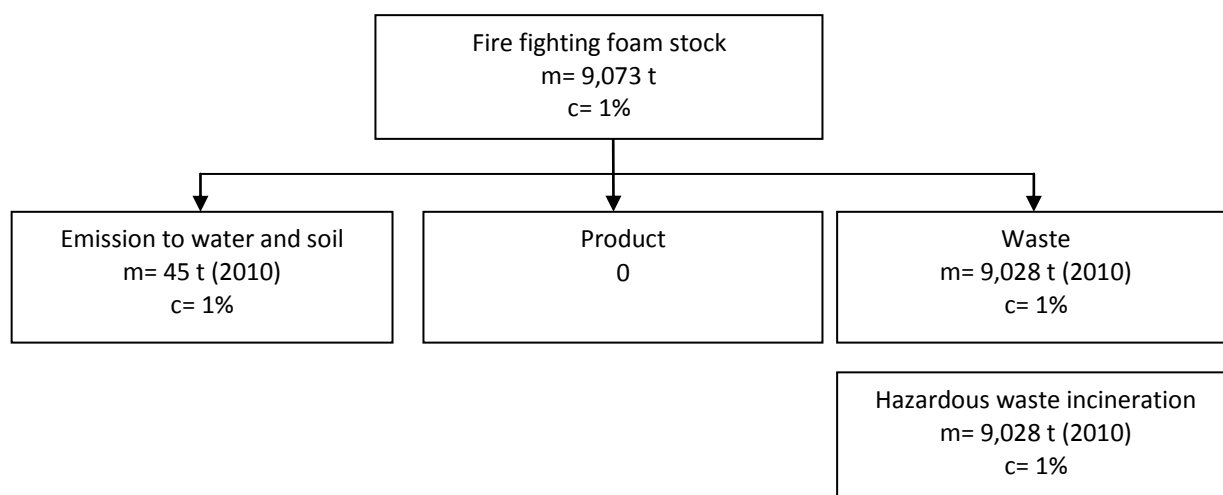 Fire fighting foam stock
m= 9,073 t
c= 1%
Emission to water and soil
m= 45 t (2010)
c= 1%
Product
0
Waste
m= 9,028 t (2010)
c= 1%
Hazardous waste incineration
m= 9,028 t (2010)
c= 1%